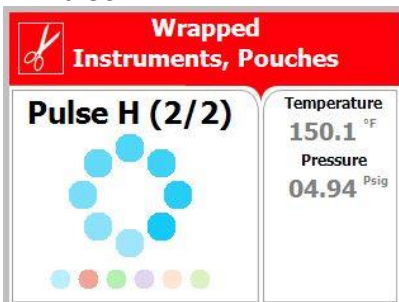 Wrapped
Instruments, Pouches
Pulse H (2/2)
Temperature
150.1 °F
Pressure
04.94 Psig